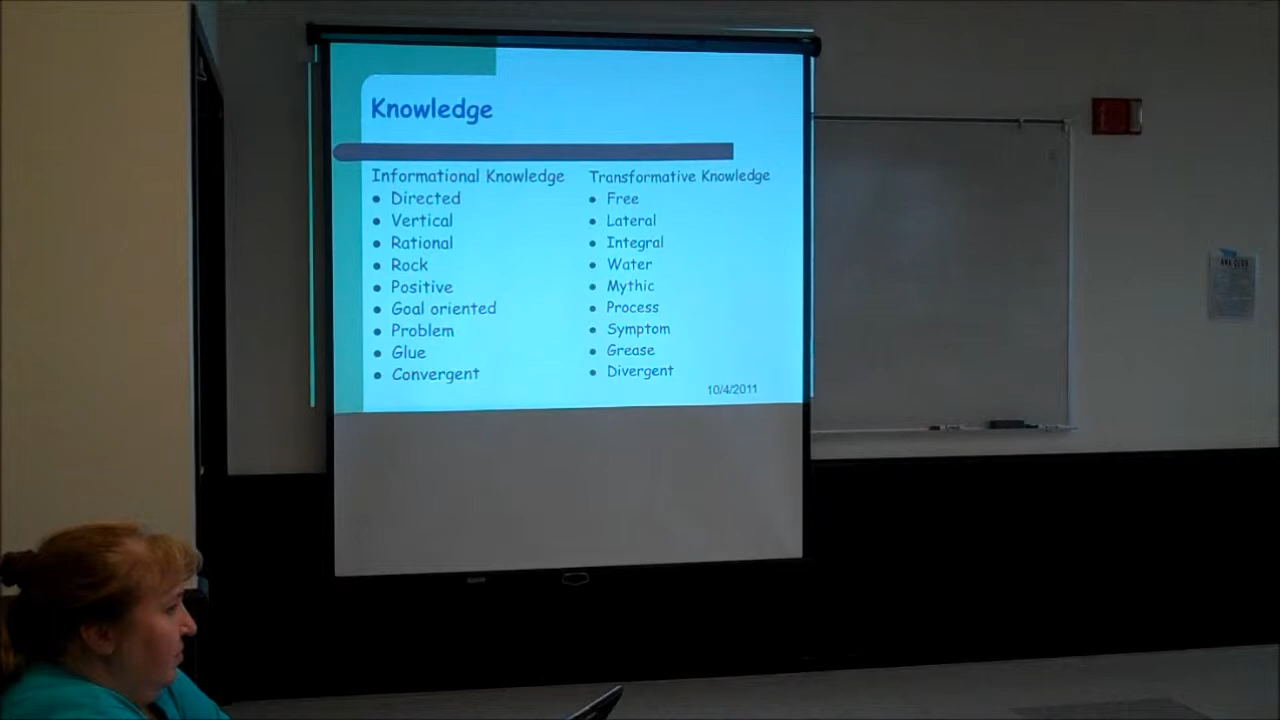 Knowledge
Informational Knowledge
Directed
Vertical
Rational
Rock
Positive
Goal oriented
Problem
Glue
Convergent
Transformative Knowledge
Free
Lateral
Integral
Water
Mythic
Process
Symptom
Grease
Divergent
10/4/2011